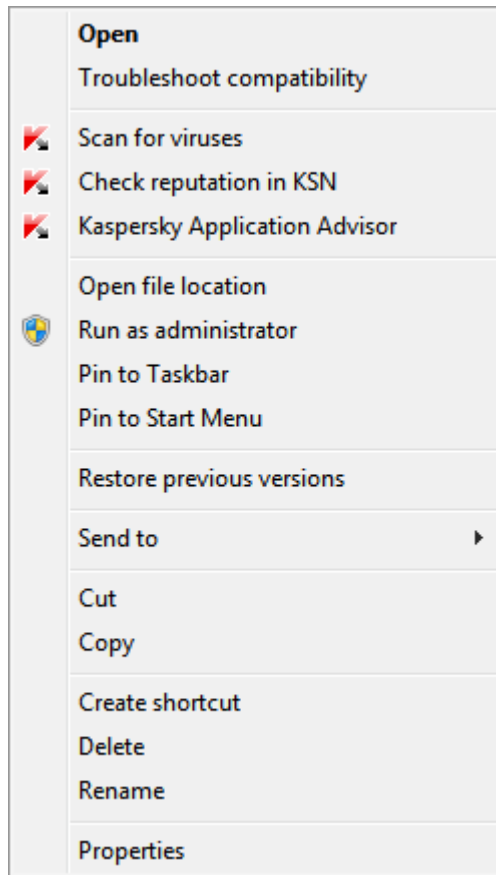 Open
Troubleshoot compatibility
Scan for viruses
Check reputation in KSN
Kaspersky Application Advisor
Open file location
Run as administrator
Pin to Taskbar
Pin to Start Menu
Restore previous versions
Send to
Cut
Copy
Create shortcut
Delete
Rename
Properties